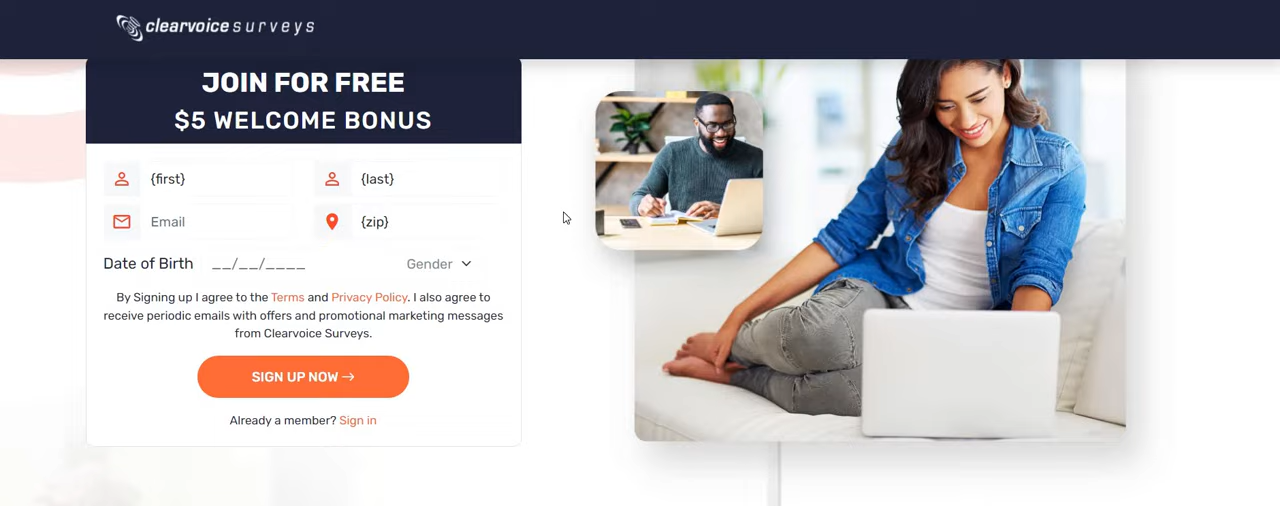 clearvoice surveys
JOIN FOR FREE
$5 WELCOME BONUS
{first} {last}
Email {zip}
Date of Birth __/__/____ Gender
By Signing up I agree to the Terms and Privacy Policy. I also agree to
receive periodic emails with offers and promotional marketing messages
from Clearvoice Surveys.
SIGN UP NOW →
Already a member? Sign in